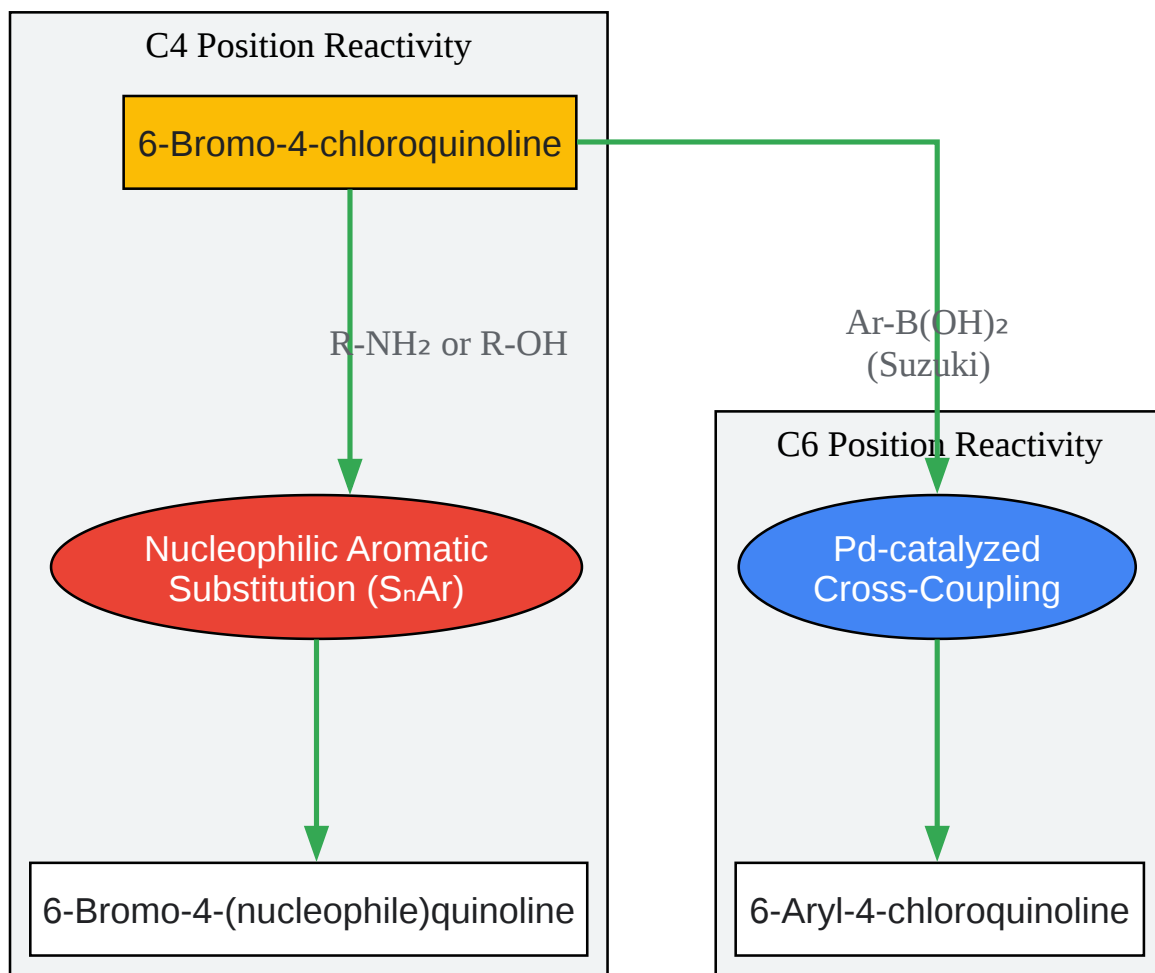 C4 Position Reactivity
6-Bromo-4-chloroquinoline
R-NH₂ or R-OH
Ar-B(OH)₂
(Suzuki)
C6 Position Reactivity
Nucleophilic Aromatic
Substitution (SₙAr)
Pd-catalyzed
Cross-Coupling
6-Bromo-4-(nucleophile)quinoline
6-Aryl-4-chloroquinoline